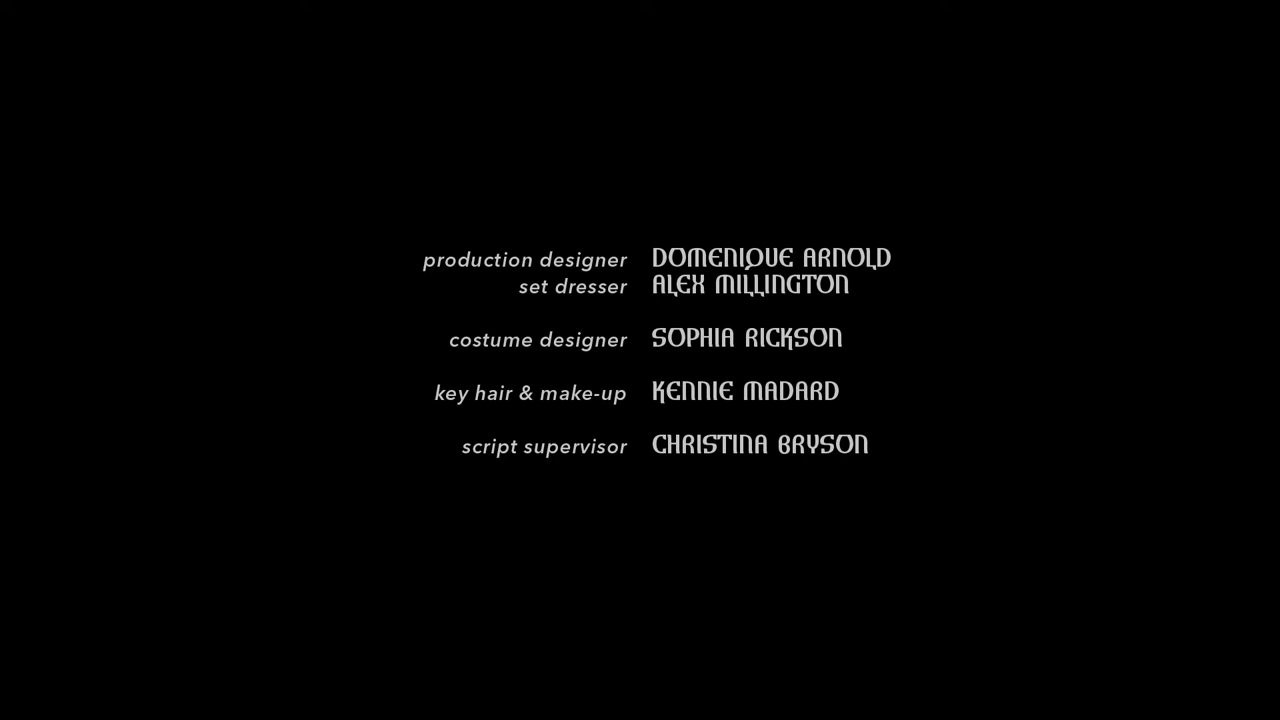 production designer DOMENIQUE ARNOLD
set dresser ALEX MILLINGTON
costume designer SOPHIA RICKSON
key hair & make-up KENNIE MADARD
script supervisor CHRISTINA BRYSON